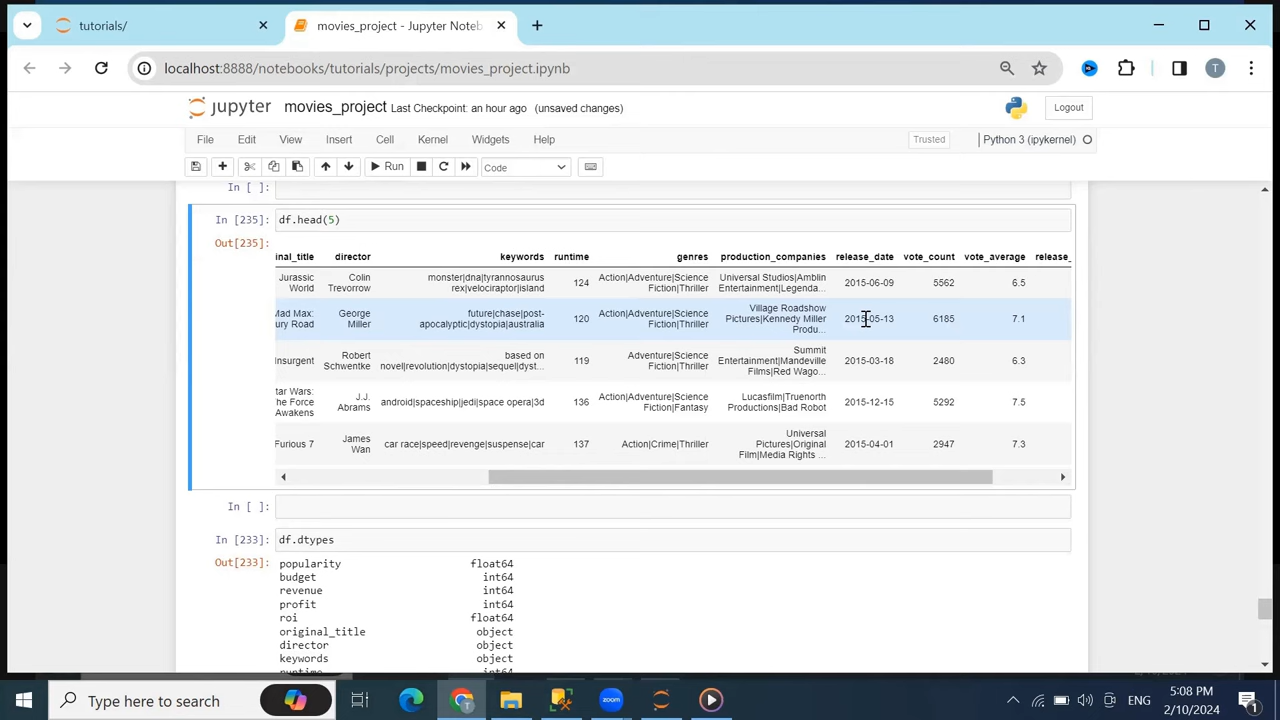 tutorials/
movies_project - Jupyter Noteb
localhost:8888/notebooks/tutorials/projects/movies_project.ipynb
T
jupyter movies_project Last Checkpoint: an hour ago (unsaved changes)
Logout
File Edit View Insert Cell Kernel Widgets Help
Trusted
Python 3 (ipykernel)
Run
Code
In [ ]:
In [235]: df.head(5)
Out[235]:
inal_title director keywords runtime genres production_companies release_date vote_count vote_average release_
Jurassic World Colin Trevorrow monster|dna|tyrannosaurus rex|velociraptor|island 124 Action|Adventure|Science Fiction|Thriller Universal Studios|Amblin Entertainment|Legenda... 2015-06-09 5562 6.5
Mad Max: ury Road George Miller future|chase|post-apocalyptic|dystopia|australia 120 Action|Adventure|Science Fiction|Thriller Village Roadshow Pictures|Kennedy Miller Produ... 2015-05-13 6185 7.1
Insurgent Robert Schwentke based on novel|revolution|dystopia|sequel|dyst... 119 Adventure|Science Fiction|Thriller Summit Entertainment|Mandeville Films|Red Wago... 2015-03-18 2480 6.3
tar Wars: The Force Awakens J.J. Abrams android|spaceship|jedi|space opera|3d 136 Action|Adventure|Science Fiction|Fantasy Lucasfilm|Truenorth Productions|Bad Robot 2015-12-15 5292 7.5
Furious 7 James Wan car race|speed|revenge|suspense|car 137 Action|Crime|Thriller Universal Pictures|Original Film|Media Rights ... 2015-04-01 2947 7.3
In [ ]:
In [233]: df.dtypes
Out[233]:
popularity float64
budget int64
revenue int64
profit int64
roi float64
original_title object
director object
keywords object
runtime int64
Type here to search
zoom
ENG
5:08 PM
2/10/2024
1